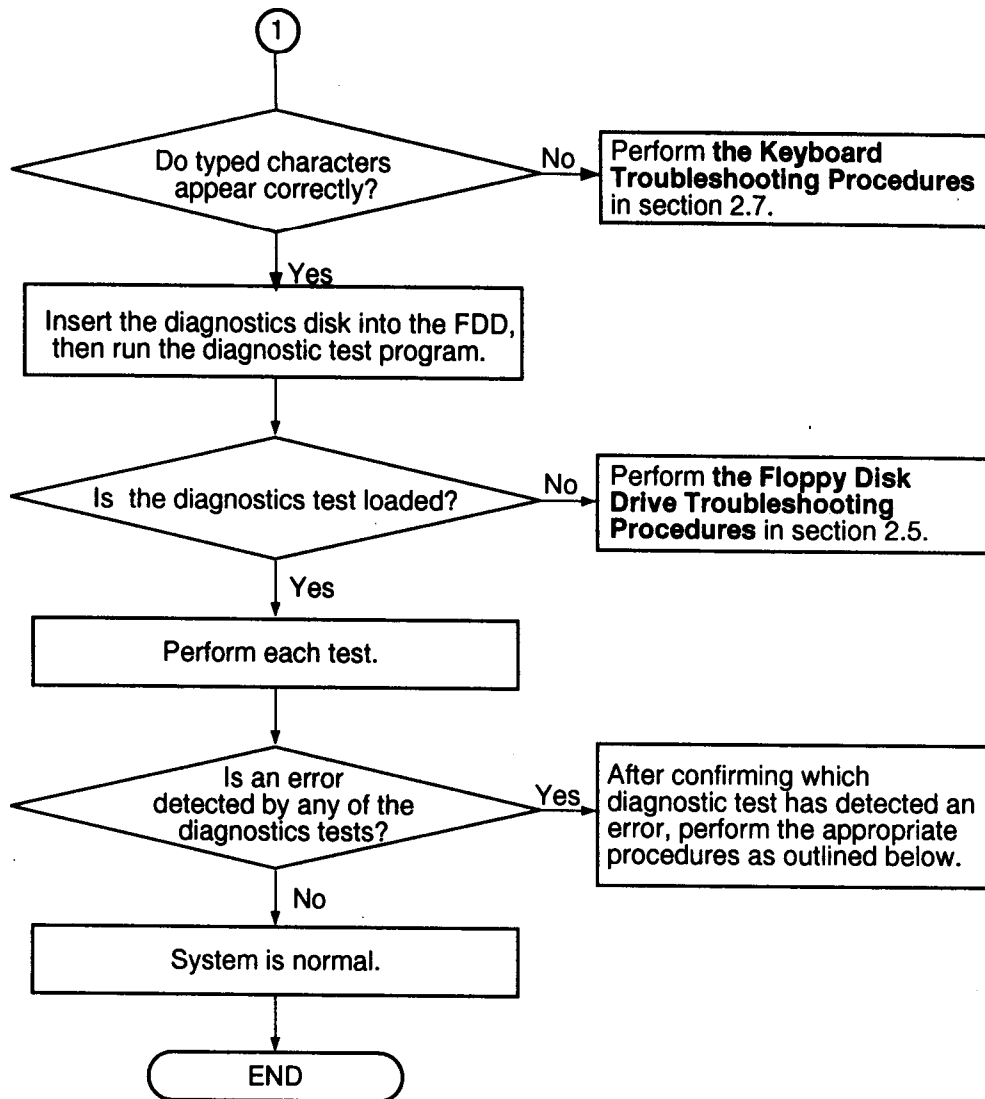 1
Do typed characters
appear correctly?
No
Perform the Keyboard
Troubleshooting Procedures
in section 2.7.
Yes
Insert the diagnostics disk into the FDD,
then run the diagnostic test program.
Is the diagnostics test loaded?
No
Perform the Floppy Disk
Drive Troubleshooting
Procedures in section 2.5.
Yes
Perform each test.
Is an error
detected by any of the
diagnostics tests?
Yes
After confirming which
diagnostic test has detected an
error, perform the appropriate
procedures as outlined below.
No
System is normal.
END